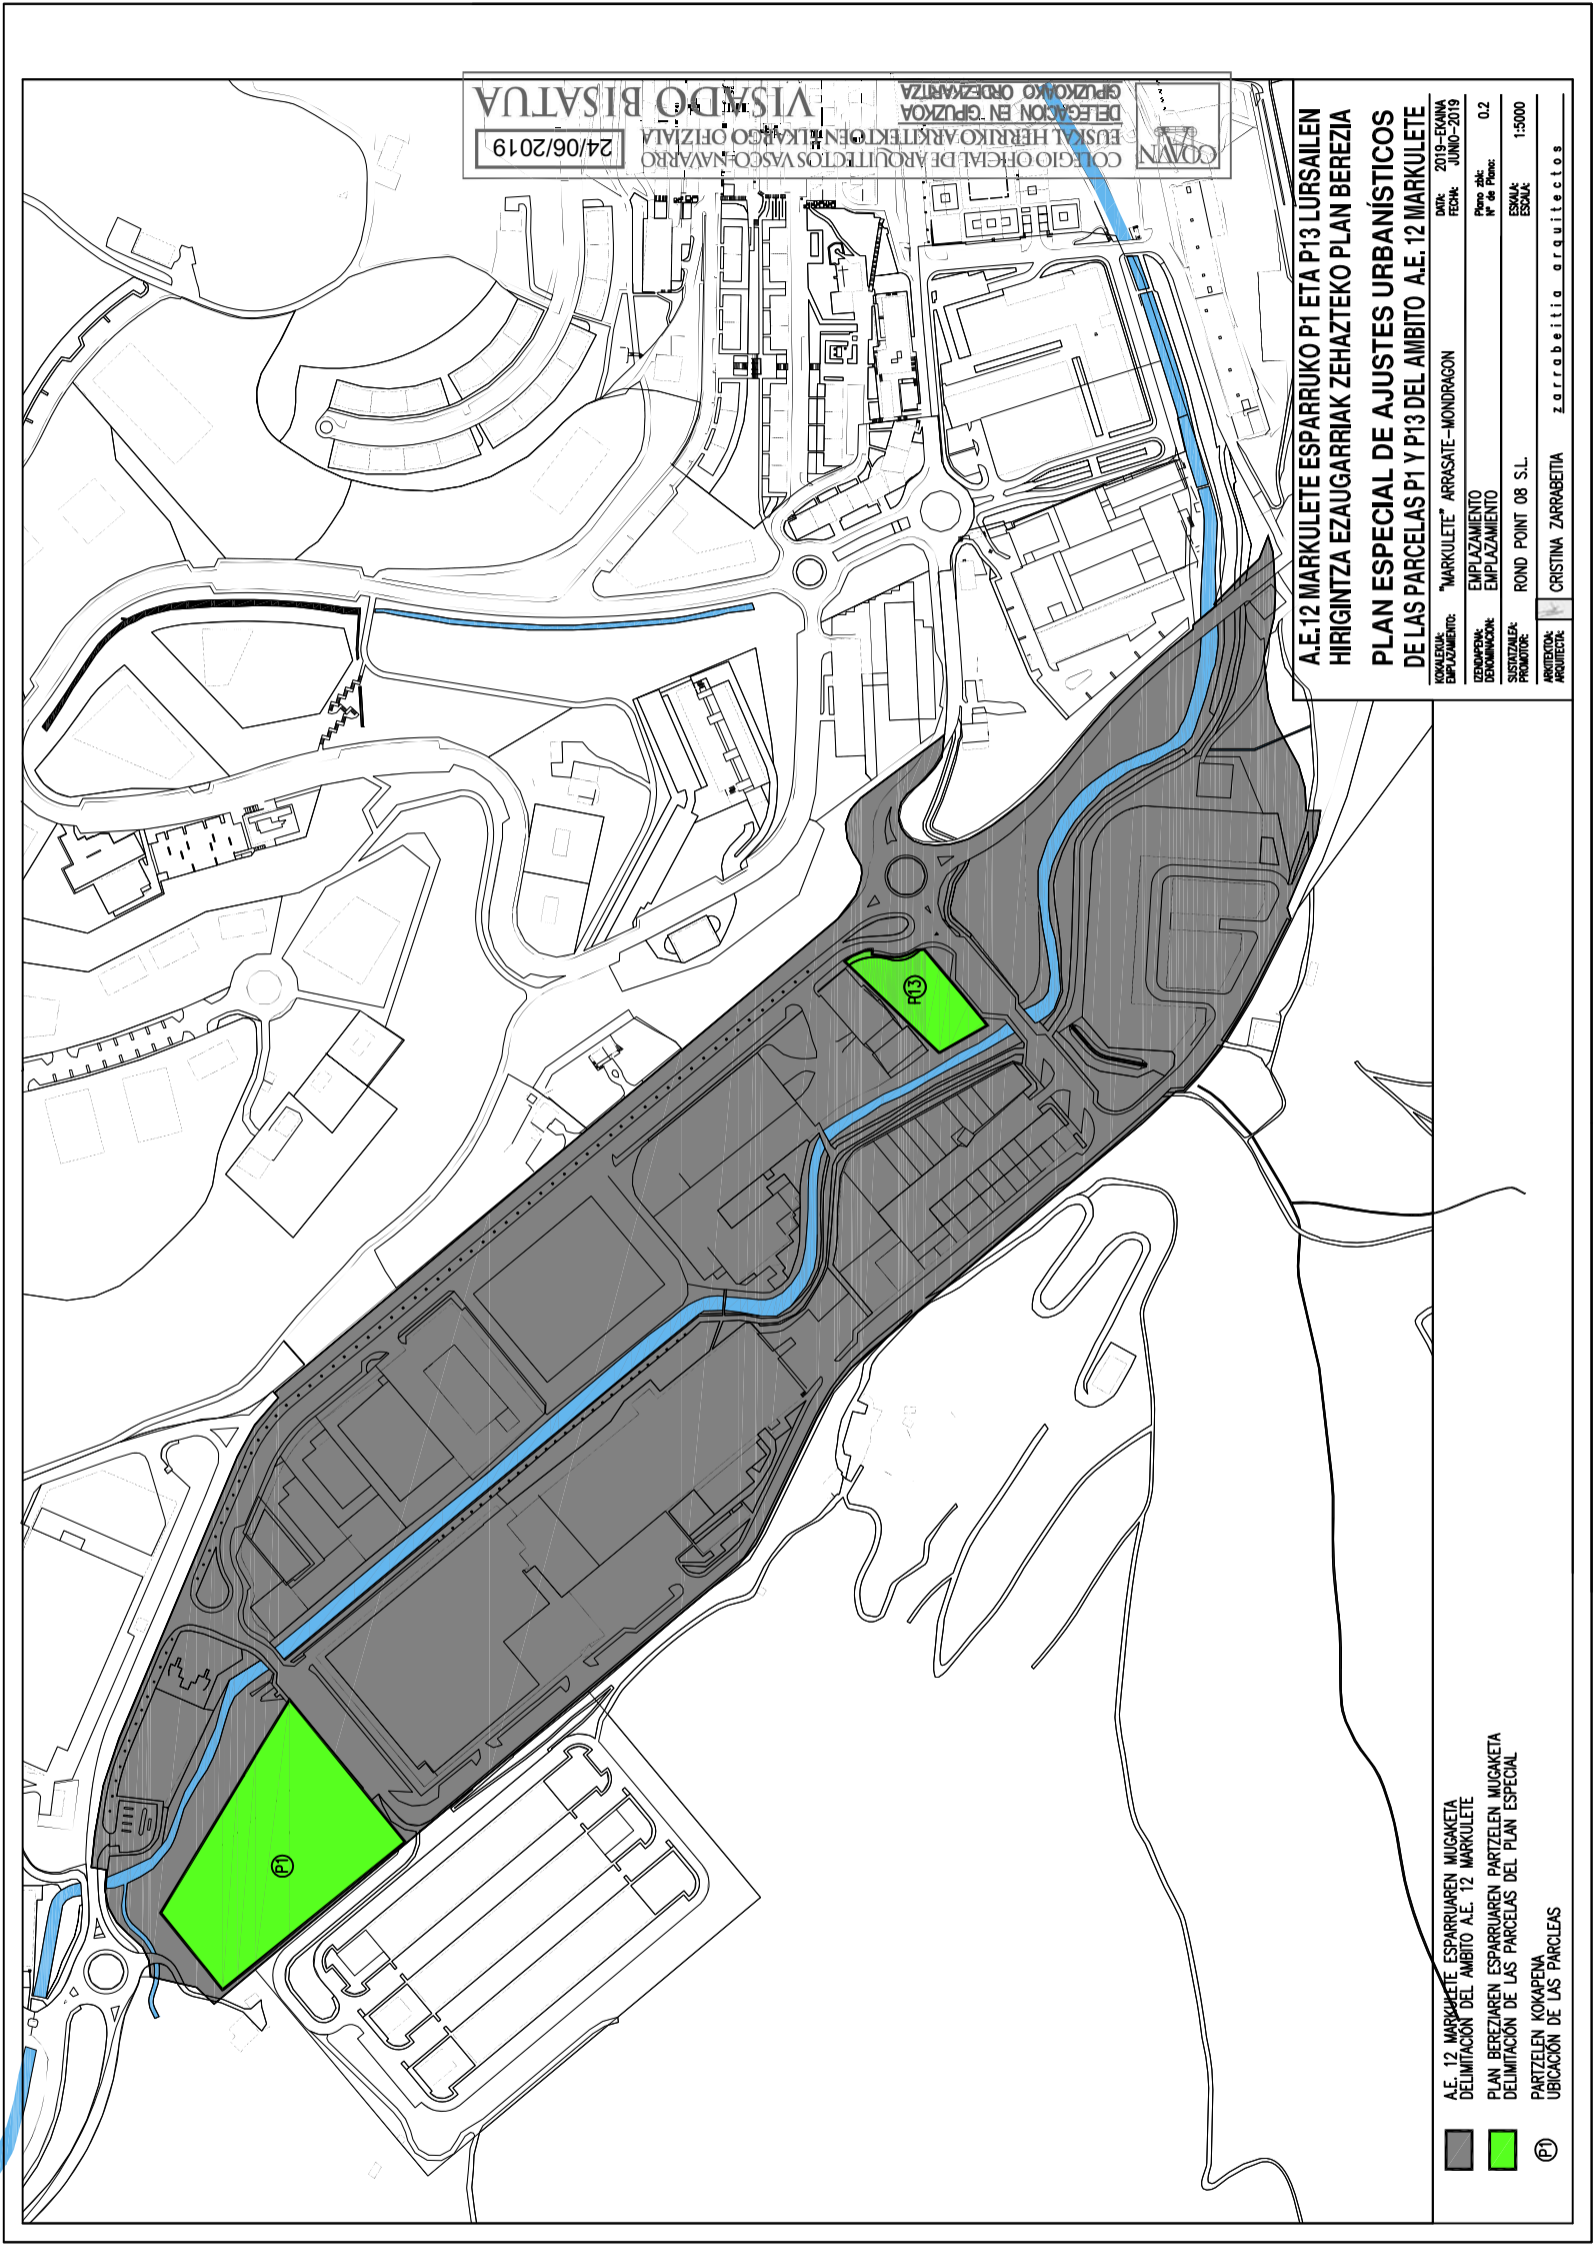 COLEGIO OFICIAL DE ARQUITECTOS VASCO-NAVARRO
EUSKAL HERRIKO ARKITEKTOEN ELKARGO OFIZIALA
DELEGACION EN GIPUZKOA
GIPUZKOAKO ORDEZKARITZA
COAVN
24/06/2019
VISADO BISATUA
P13
P1
A.E.12 MARKULETE ESPARRUKO P1 ETA P13 LURSAILEN
HIRIGINTZA EZAUGARRIAK ZEHAZTEKO PLAN BEREZIA
PLAN ESPECIAL DE AJUSTES URBANÍSTICOS
DE LAS PARCELAS P1 Y P13 DEL AMBITO A.E. 12 MARKULETE
KOKALEKUA:
EMPLAZAMIENTO:
"MARKULETE" ARRASATE-MONDRAGON
DATA: 2019-EKAINA
FECHA: JUNIO-2019
IZENDAPENA: EMPLAZAMIENTO
DENOMINACION: EMPLAZAMIENTO
Plano zbk:
Nº de Plano:
0.2
SUSTATZAILEA:
PROMOTOR:
ROND POINT 08 S.L.
ESKALA:
ESCALA:
1:5000
ARKITEKTOA:
ARQUITECTA:
CRISTINA ZARRABEITIA
zarrabeitia arquitectos
A.E. 12 MARKULETE ESPARRUAREN MUGAKETA
DELIMITACIÓN DEL AMBITO A.E. 12 MARKULETE
PLAN BEREZIAREN ESPARRUAREN PARTZELEN MUGAKETA
DELIMITACIÓN DE LAS PARCELAS DEL PLAN ESPECIAL
P1
PARTZELEN KOKAPENA
UBICACIÓN DE LAS PARCLEAS